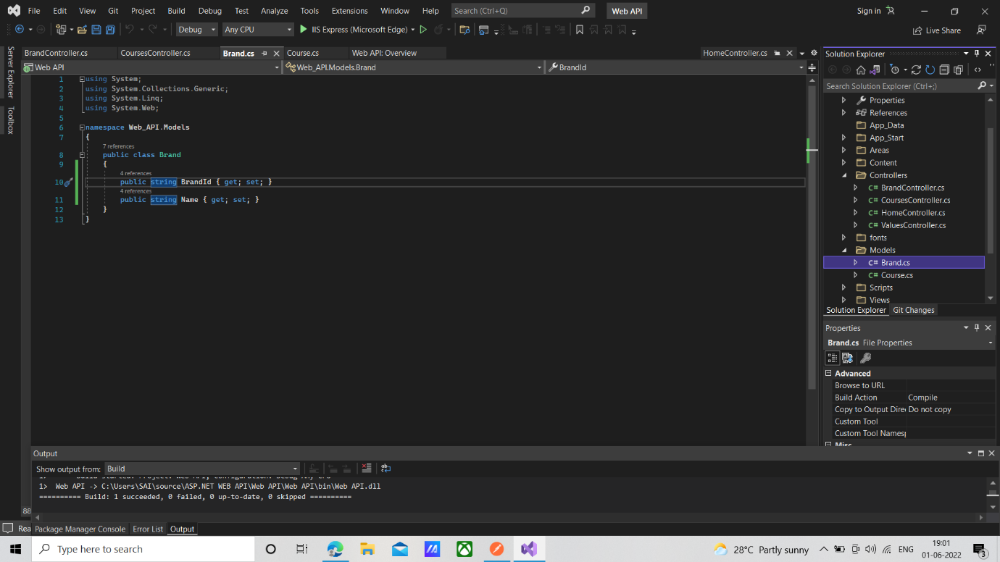 File Edit View Git Project Build Debug Test Analyze Tools Extensions Window Help Search (Ctrl+Q) Web API Sign in
Debug Any CPU IIS Express (Microsoft Edge) Live Share
Server Explorer
Toolbox
BrandController.cs CoursesController.cs Brand.cs Course.cs Web API: Overview HomeController.cs
Web API Web_API.Models.Brand BrandId
1 using System;
2 using System.Collections.Generic;
3 using System.Linq;
4 using System.Web;
5
6 namespace Web_API.Models
7 {
7 references
8 public class Brand
9 {
4 references
10 public string BrandId { get; set; }
4 references
11 public string Name { get; set; }
12 }
13 }
Solution Explorer
Search Solution Explorer (Ctrl+;)
Properties
References
App_Data
App_Start
Areas
Content
Controllers
C# BrandController.cs
C# CoursesController.cs
C# HomeController.cs
C# ValuesController.cs
fonts
Models
C# Brand.cs
C# Course.cs
Scripts
Views
Solution Explorer Git Changes
Properties
Brand.cs File Properties
Advanced
Browse to URL
Build Action Compile
Copy to Output Dire Do not copy
Custom Tool
Custom Tool Namesp
Misc
Output
Show output from: Build
1> Web API -> C:\Users\SAI\source\ASP.NET WEB API\Web API\Web API\bin\Web API.dll
========== Build: 1 succeeded, 0 failed, 0 up-to-date, 0 skipped ==========
88
Rea Package Manager Console Error List Output
Type here to search 28°C Partly sunny ENG 19:01
01-06-2022 3